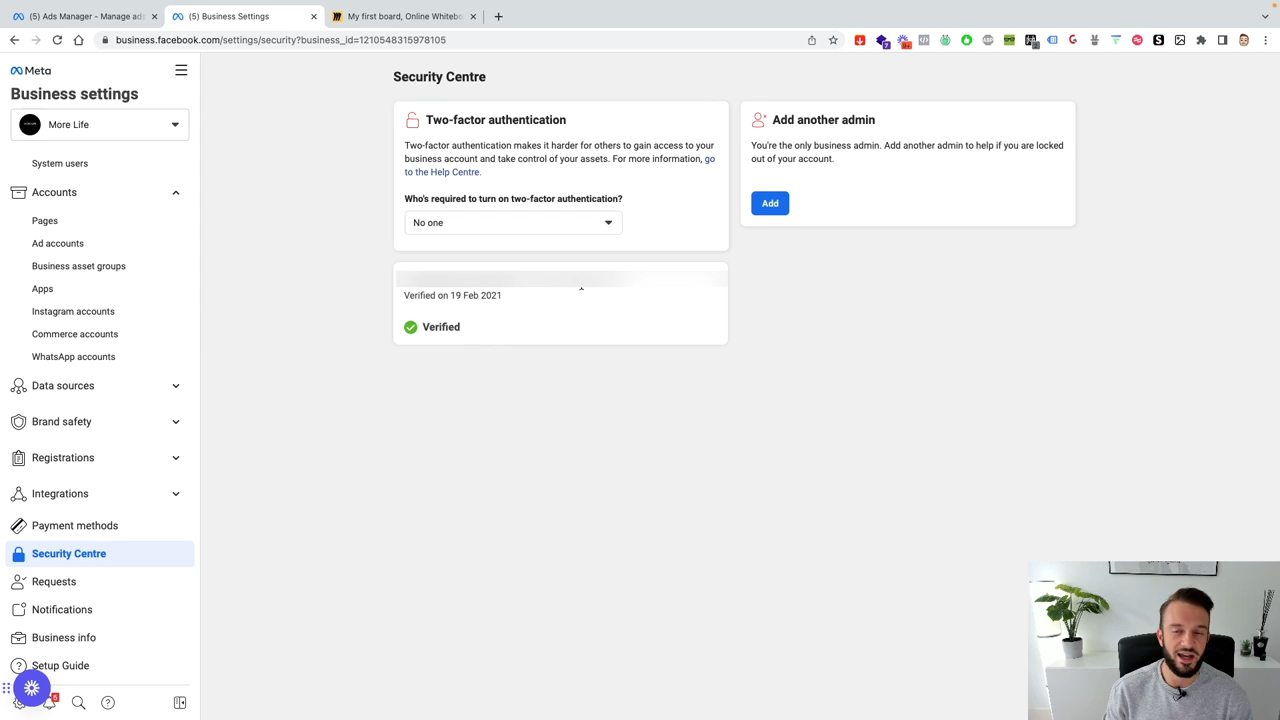 (5) Ads Manager - Manage ads
(5) Business Settings
My first board, Online Whitebo
business.facebook.com/settings/security?business_id=1210548315978105
Meta
Business settings
More Life
System users
Accounts
Pages
Ad accounts
Business asset groups
Apps
Instagram accounts
Commerce accounts
WhatsApp accounts
Data sources
Brand safety
Registrations
Integrations
Payment methods
Security Centre
Requests
Notifications
Business info
Setup Guide
Security Centre
Two-factor authentication
Two-factor authentication makes it harder for others to gain access to your
business account and take control of your assets. For more information, go
to the Help Centre.
Who's required to turn on two-factor authentication?
No one
Verified on 19 Feb 2021
Verified
Add another admin
You're the only business admin. Add another admin to help if you are locked
out of your account.
Add